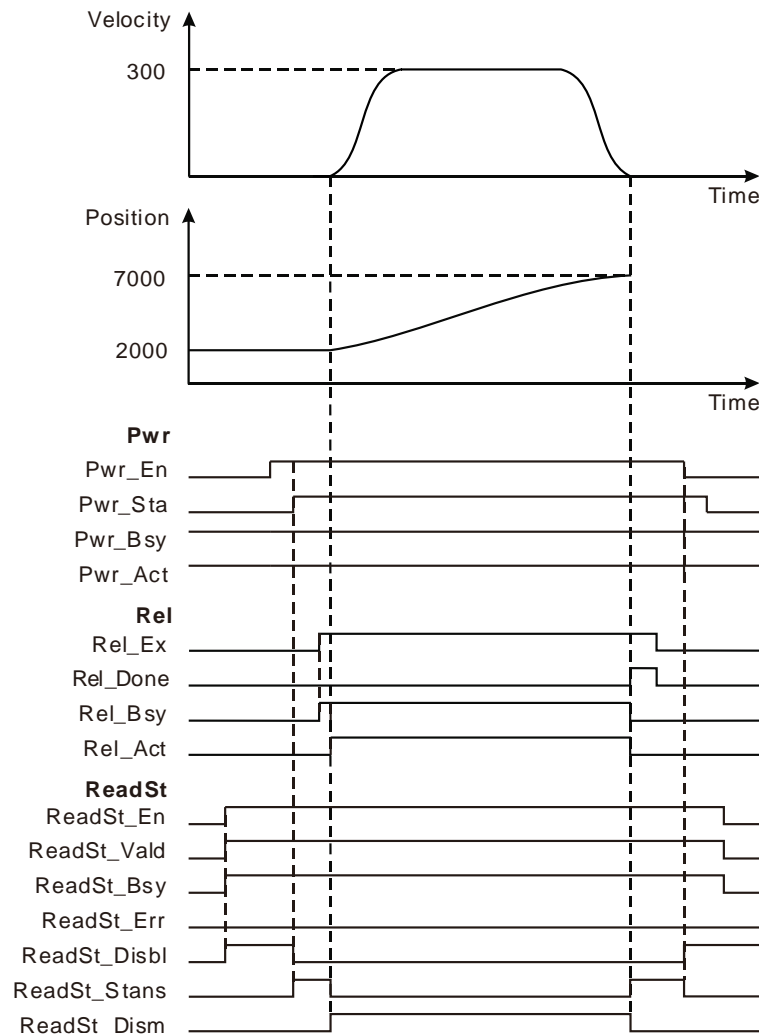 Velocity
300
Time
Position
7000
2000
Time
Pwr
Pwr_En
Pwr_Sta
Pwr_Bsy
Pwr_Act
Rel
Rel_Ex
Rel_Done
Rel_Bsy
Rel_Act
ReadSt
ReadSt_En
ReadSt_Vald
ReadSt_Bsy
ReadSt_Err
ReadSt_Disbl
ReadSt_Stans
ReadSt_Dism